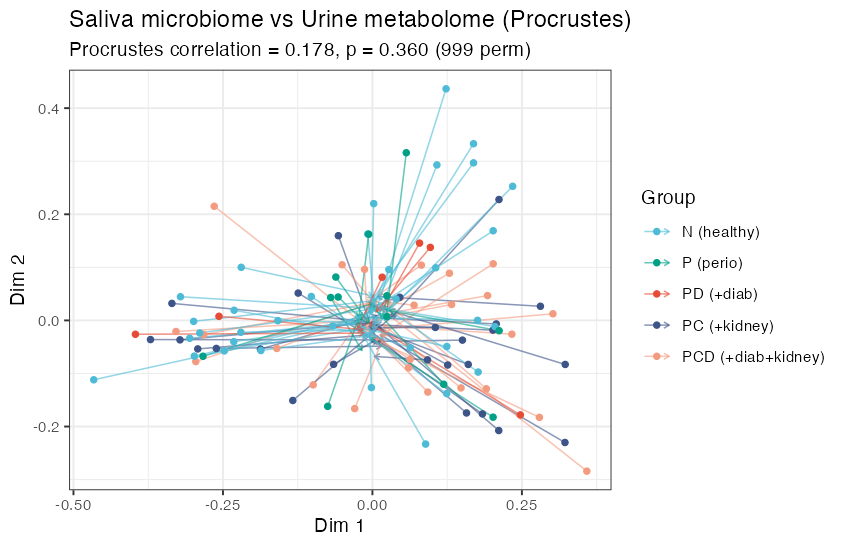 Saliva microbiome vs Urine metabolome (Procrustes)
Procrustes correlation = 0.178, p = 0.360 (999 perm)
0.4
0.2
0.0
-0.2
Dim 2
-0.50
-0.25
0.00
0.25
Dim 1
Group
N (healthy)
P (perio)
PD (+diab)
PC (+kidney)
PCD (+diab+kidney)